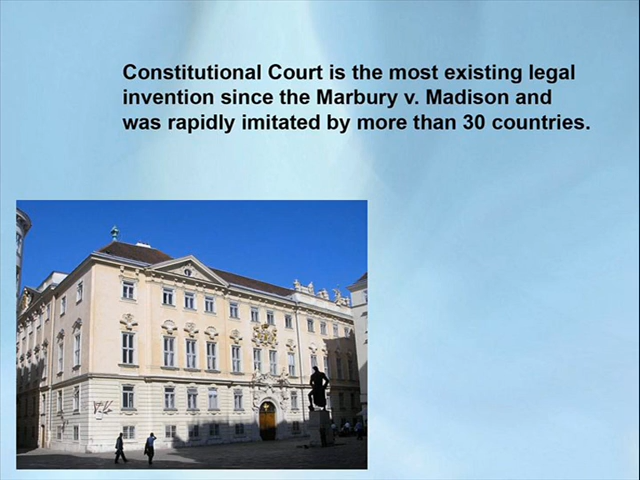 Constitutional Court is the most existing legal
invention since the Marbury v. Madison and
was rapidly imitated by more than 30 countries.